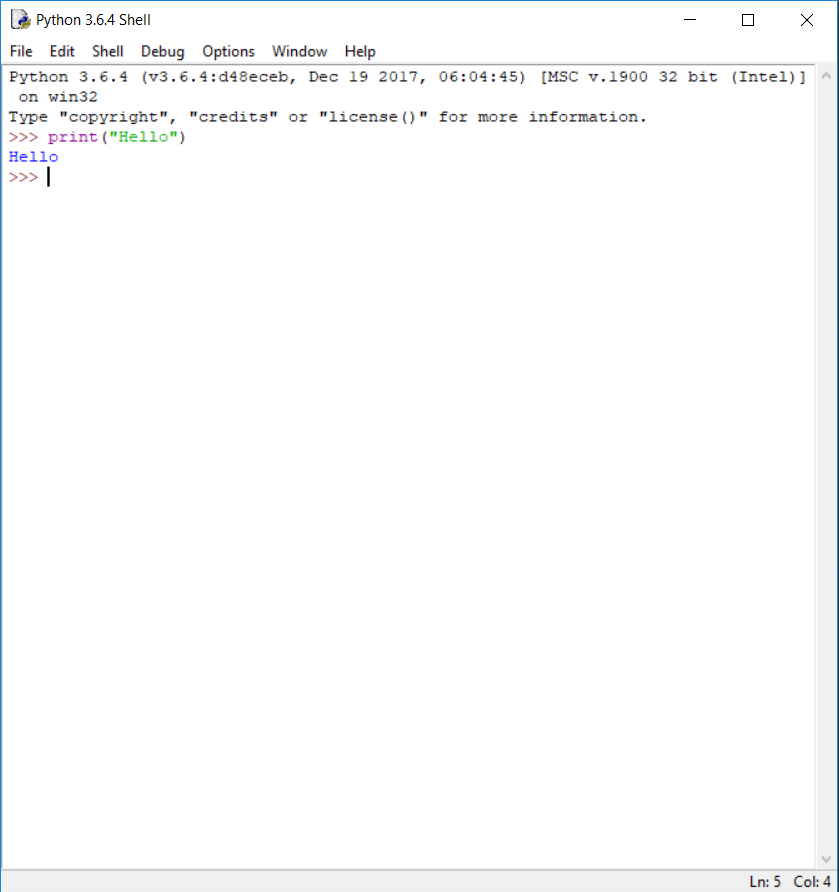 Python 3.6.4 Shell
File Edit Shell Debug Options Window Help
Python 3.6.4 (v3.6.4:d48eceb, Dec 19 2017, 06:04:45) [MSC v.1900 32 bit (Intel)]
 on win32
Type "copyright", "credits" or "license()" for more information.
>>> print("Hello")
Hello
>>>
Ln: 5 Col: 4